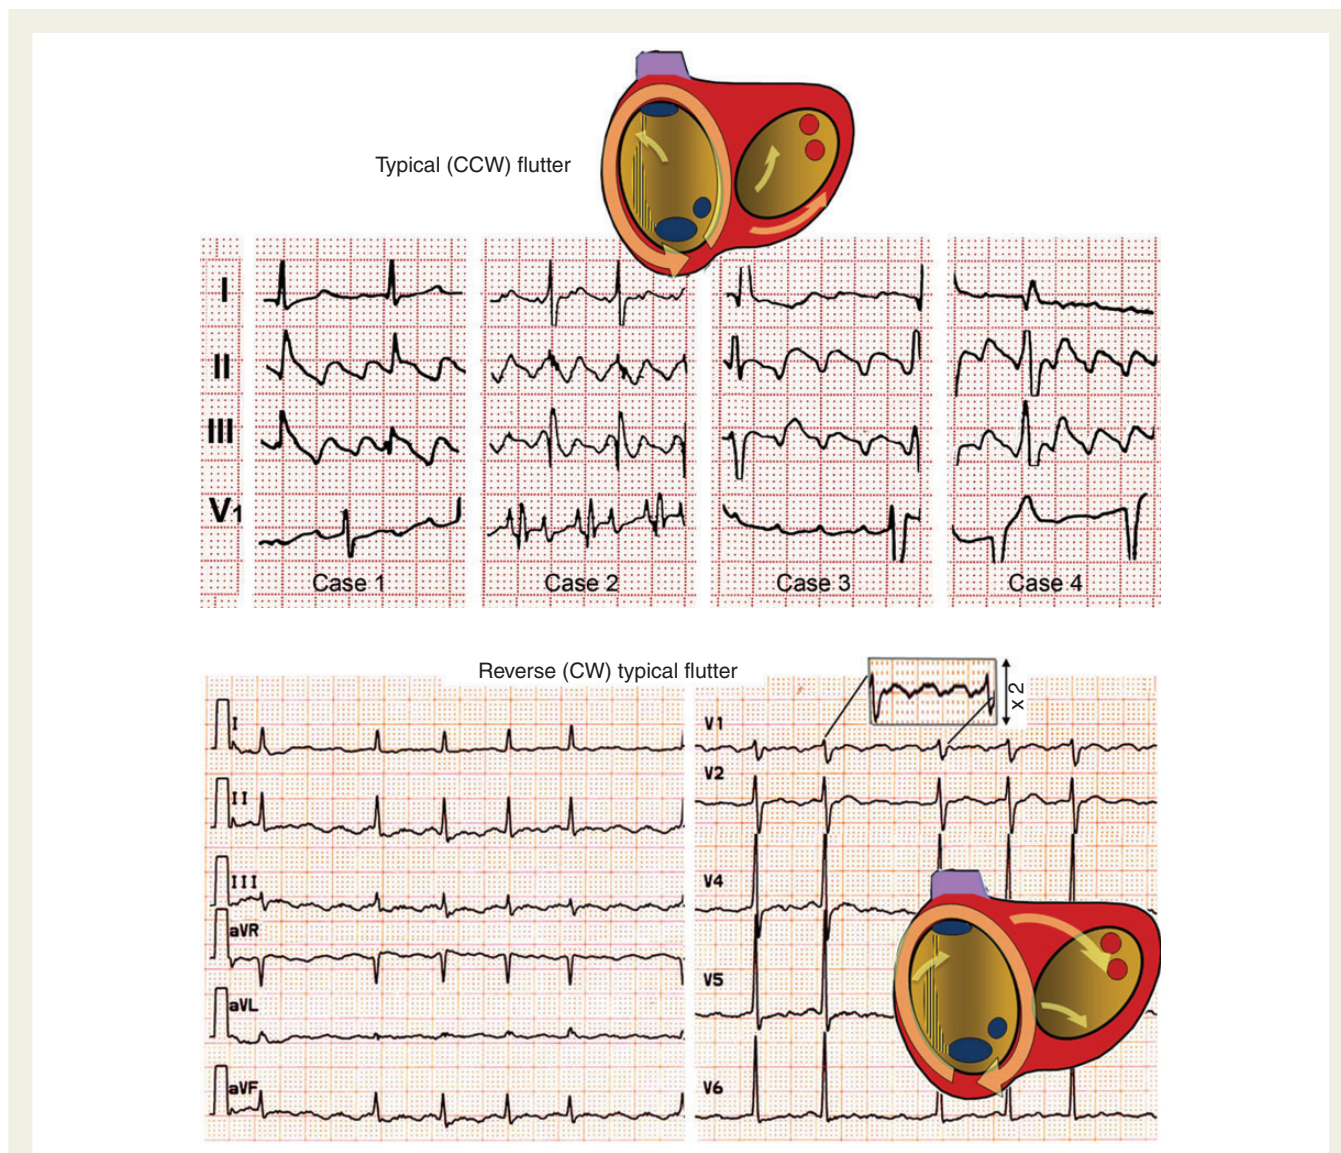 Typical (CCW) flutter
I
II
III
V1
Case 1
Case 2
Case 3
Case 4
Reverse (CW) typical flutter
x 2
I
II
III
aVR
aVL
aVF
V1
V2
V4
V5
V6